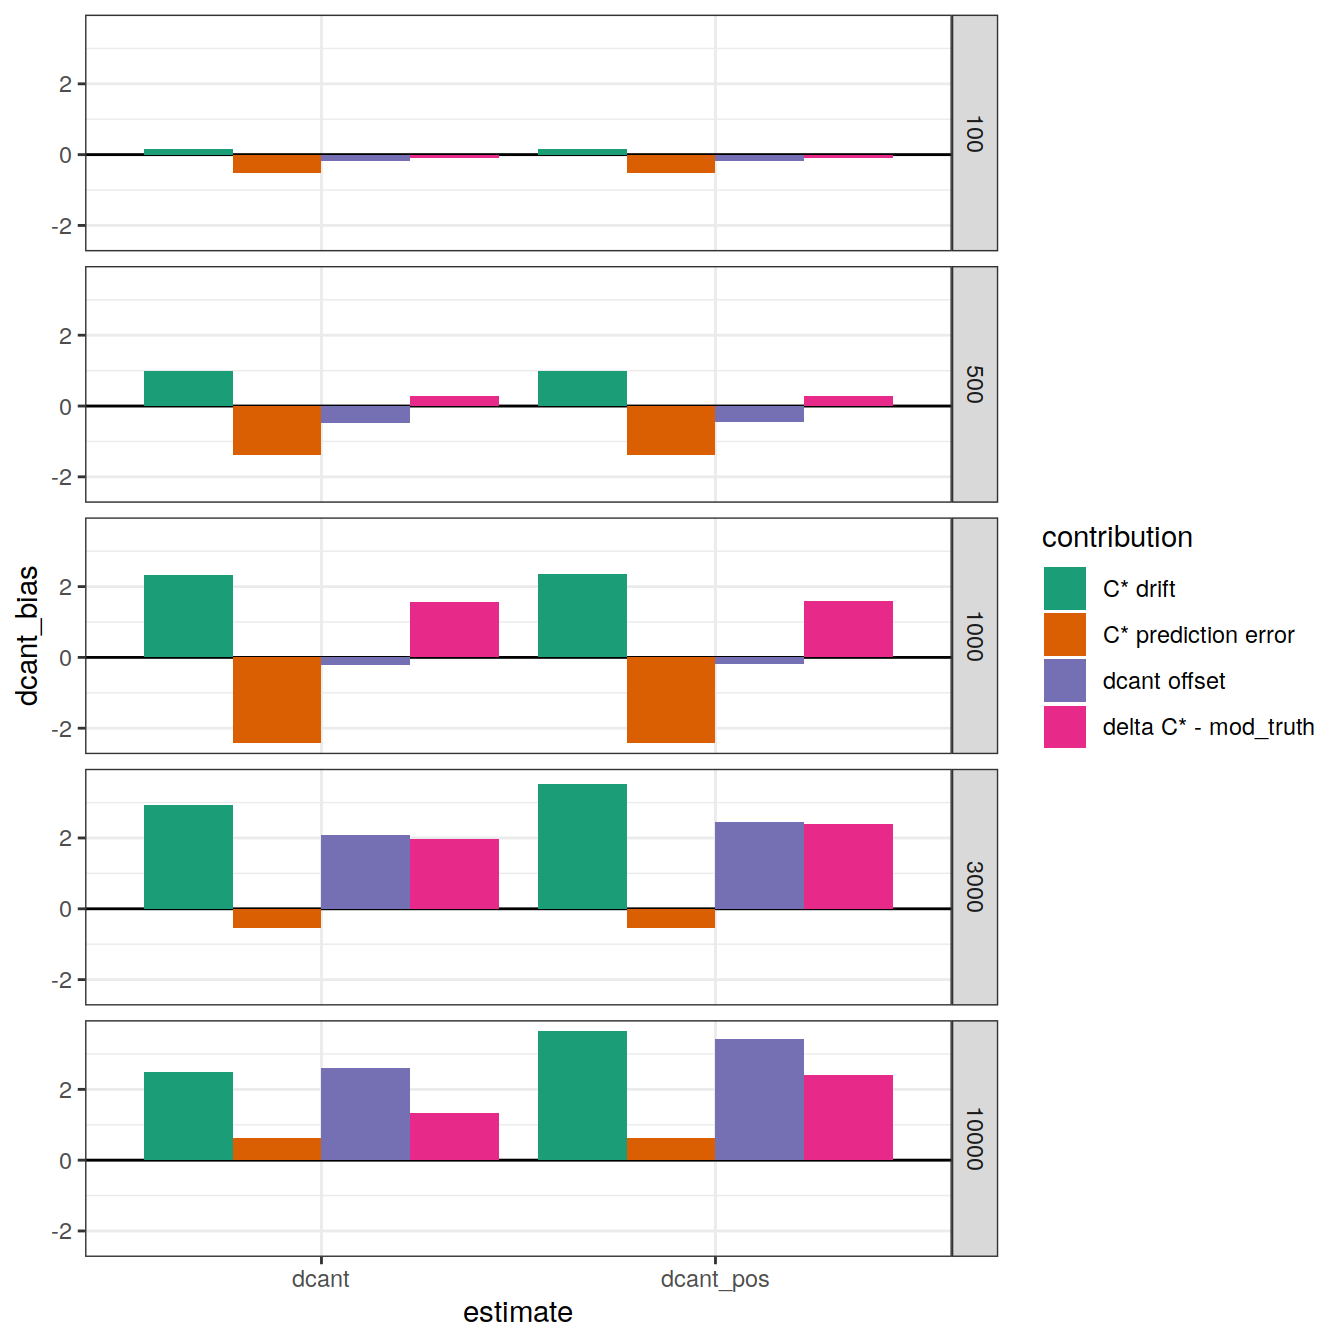 2
0
-2
100
2
0
-2
500
2
0
-2
1000
2
0
-2
3000
2
0
-2
10000
dcant_bias
dcant
dcant_pos
estimate
contribution
C* drift
C* prediction error
dcant offset
delta C* - mod_truth